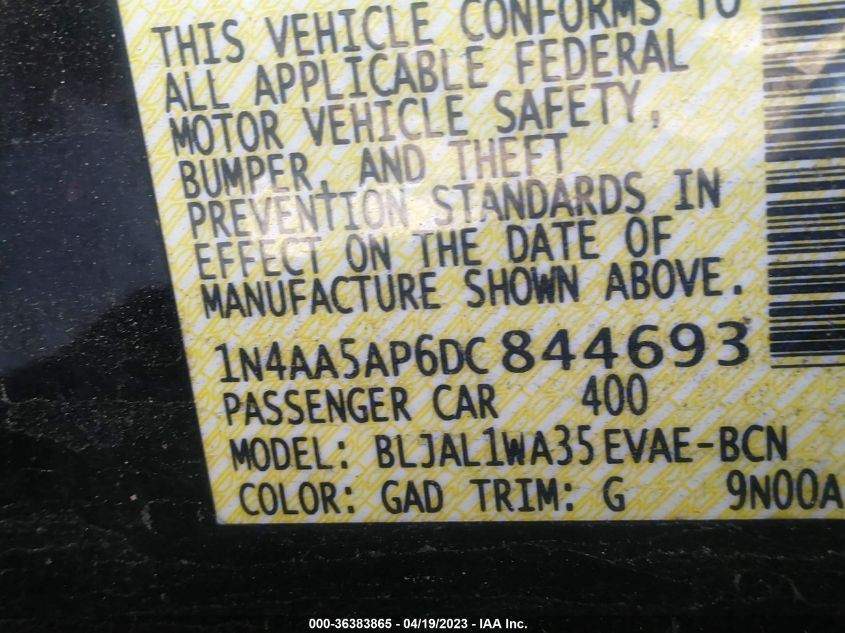 THIS VEHICLE CONFORMS TO
ALL APPLICABLE FEDERAL
MOTOR VEHICLE SAFETY,
BUMPER, AND THEFT
PREVENTION STANDARDS IN
EFFECT ON THE DATE OF
MANUFACTURE SHOWN ABOVE.
1N4AA5AP6DC844693
PASSENGER CAR 400
MODEL: BLJAL1WA35EVAE-BCN
COLOR: GAD TRIM: G 9N00A
000-36383865 - 04/19/2023 - IAA Inc.